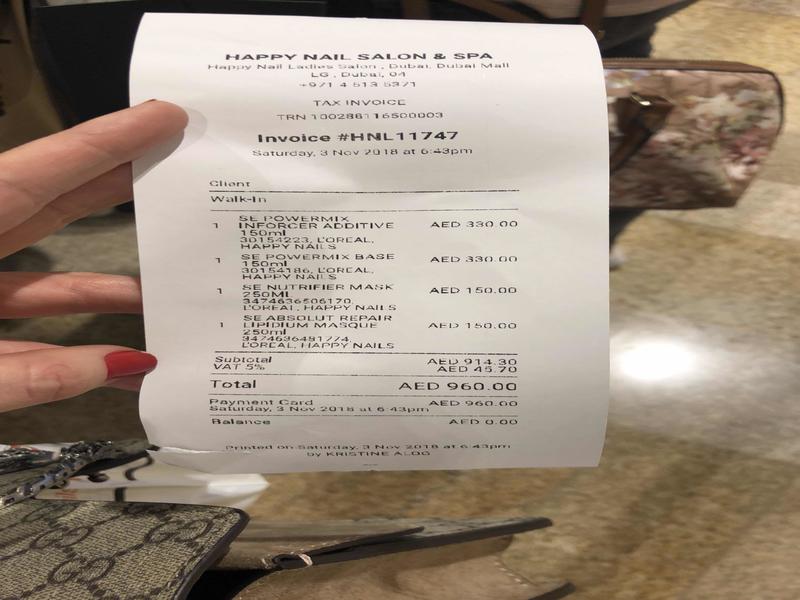 HAPPY NAIL SALON & SPA
Happy Nail Ladies Salon , Dubai, Dubai Mall
LG , Dubai, 04
+971 4 513 5371
TAX INVOICE
TRN 100288116500003
Invoice #HNL11747
Saturday, 3 Nov 2018 at 6:43pm
Client
Walk-In
1 SE POWERMIX INFORCER ADDITIVE 150ml AED 330.00
30154223, L'OREAL,
HAPPY NAILS
1 SE POWERMIX BASE 150ml AED 330.00
30154186, L'OREAL,
HAPPY NAILS
1 SE NUTRIFIER MASK 250ML AED 150.00
3474636506170,
L'OREAL, HAPPY NAILS
1 SE ABSOLUT REPAIR LIPIDIUM MASQUE 250ml AED 150.00
3474636481774,
L'OREAL, HAPPY NAILS
Subtotal AED 914.30
VAT 5% AED 45.70
Total AED 960.00
Payment Card AED 960.00
Saturday, 3 Nov 2018 at 6:43pm
Balance AED 0.00
Printed on Saturday, 3 Nov 2018 at 6:43pm
by KRISTINE ALOG